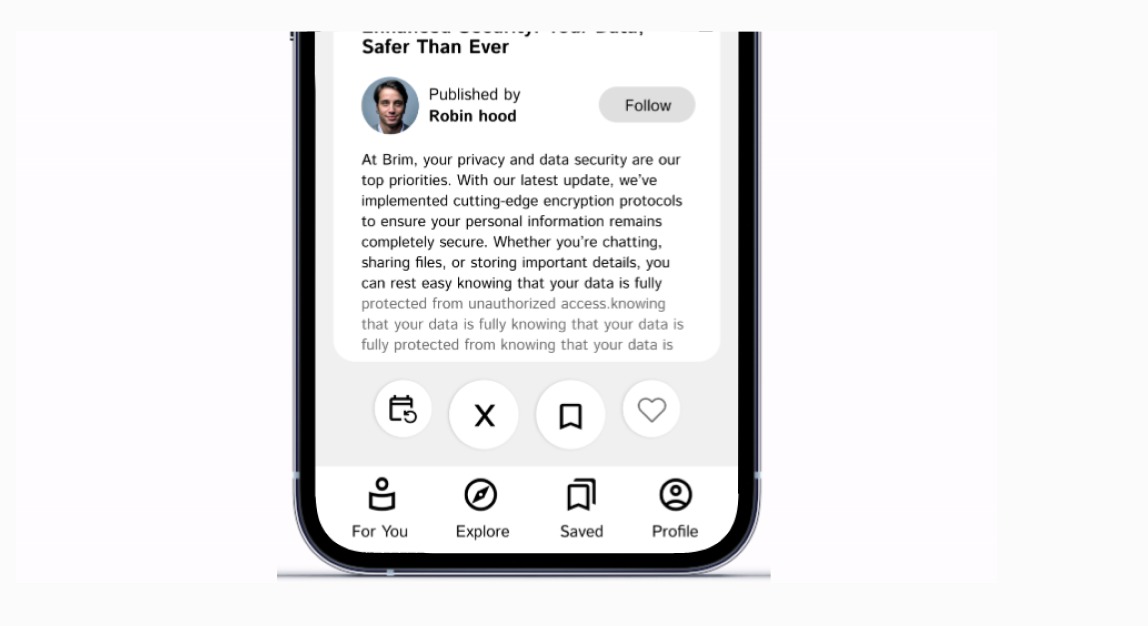 Enhanced Security: Your Data,
Safer Than Ever
Published by
Robin hood
Follow
At Brim, your privacy and data security are our
top priorities. With our latest update, we’ve
implemented cutting-edge encryption protocols
to ensure your personal information remains
completely secure. Whether you’re chatting,
sharing files, or storing important details, you
can rest easy knowing that your data is fully
protected from unauthorized access.knowing
that your data is fully knowing that your data is
fully protected from knowing that your data is
X
For You
Explore
Saved
Profile